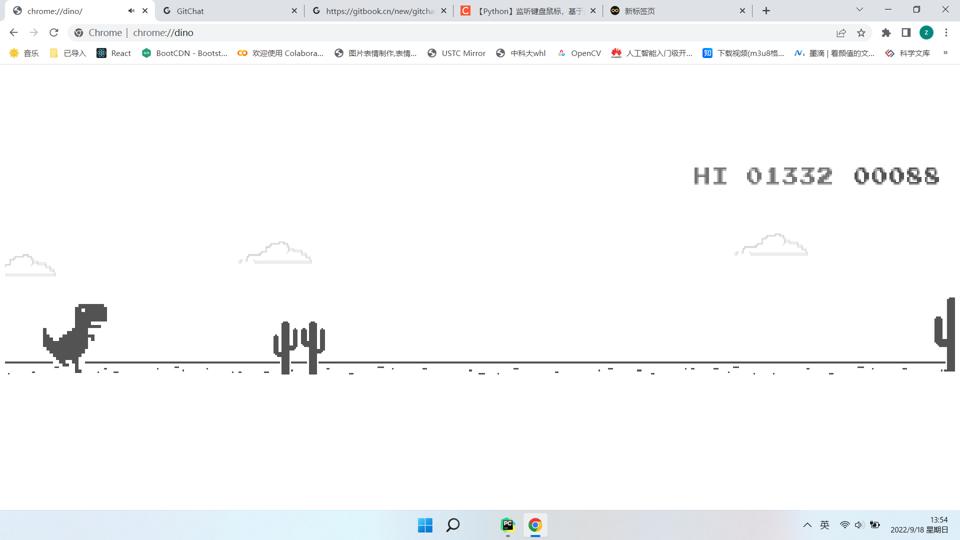 chrome://dino/
GitChat
https://gitbook.cn/new/gitcha
【Python】监听键盘鼠标，基于
新标签页
Chrome | chrome://dino
音乐
已导入
React
BootCDN - Bootst...
欢迎使用 Colabora...
图片表情制作,表情...
USTC Mirror
中科大whl
OpenCV
人工智能入门极开...
知
下载视频(m3u8格...
墨滴 | 看颜值的文...
科学文库
»
HI 01332 00088
PC
英
13:54
2022/9/18 星期日